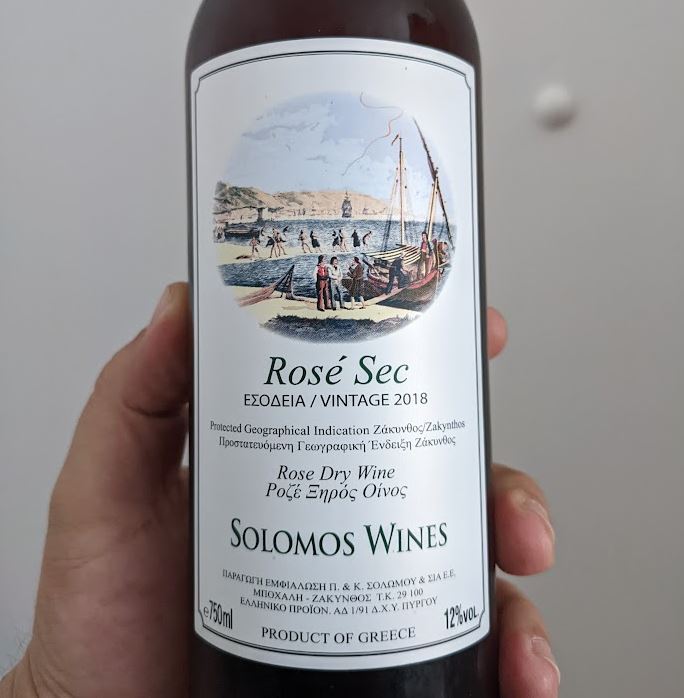 Rosé Sec
ΕΣΟΔΕΙΑ / VINTAGE 2018
Protected Geographical Indication Ζάκυνθος/Zakynthos
Προστατευόμενη Γεωγραφική Ένδειξη Ζάκυνθος
Rose Dry Wine
Ροζέ Ξηρός Οίνος
SOLOMOS WINES
ΠΑΡΑΓΩΓΗ ΕΜΦΙΑΛΩΣΗ Π. & Κ. ΣΟΛΩΜΟΥ & ΣΙΑ Ε.Ε.
ΜΠΟΧΑΛΗ - ΖΑΚΥΝΘΟΣ Τ.Κ. 29 100
ΕΛΛΗΝΙΚΟ ΠΡΟΪΟΝ. ΑΔ 1/91 Δ.Χ.Υ. ΠΥΡΓΟΥ
℮750ml 12%VOL.
PRODUCT OF GREECE